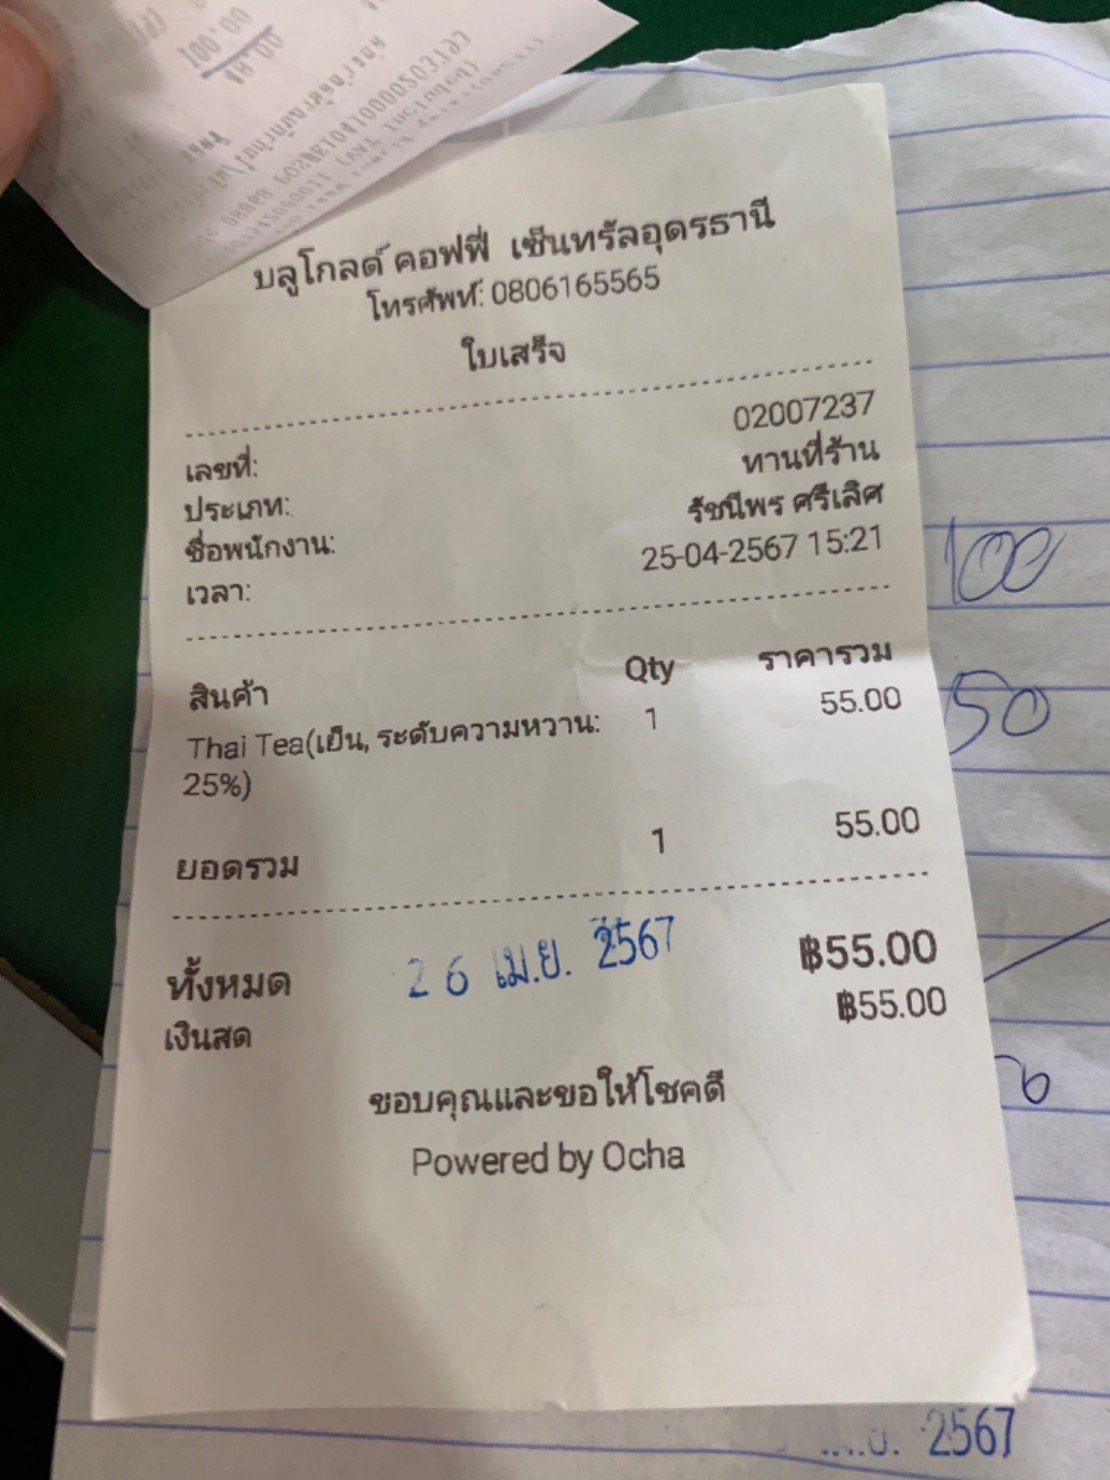 100.00
บลูโกลด์ คอฟฟี่ เซ็นทรัลอุดรธานี
โทรศัพท์: 0806165565
ใบเสร็จ
เลขที่: 02007237
ประเภท: ทานที่ร้าน
ชื่อพนักงาน: รัชนีพร ศรีเลิศ
เวลา: 25-04-2567 15:21
สินค้า Qty ราคารวม
Thai Tea(เย็น, ระดับความหวาน: 1 55.00
25%)
ยอดรวม 1 55.00
26 เม.ย. 2567
ทั้งหมด ฿55.00
เงินสด ฿55.00
ขอบคุณและขอให้โชคดี
Powered by Ocha
100
50
2567